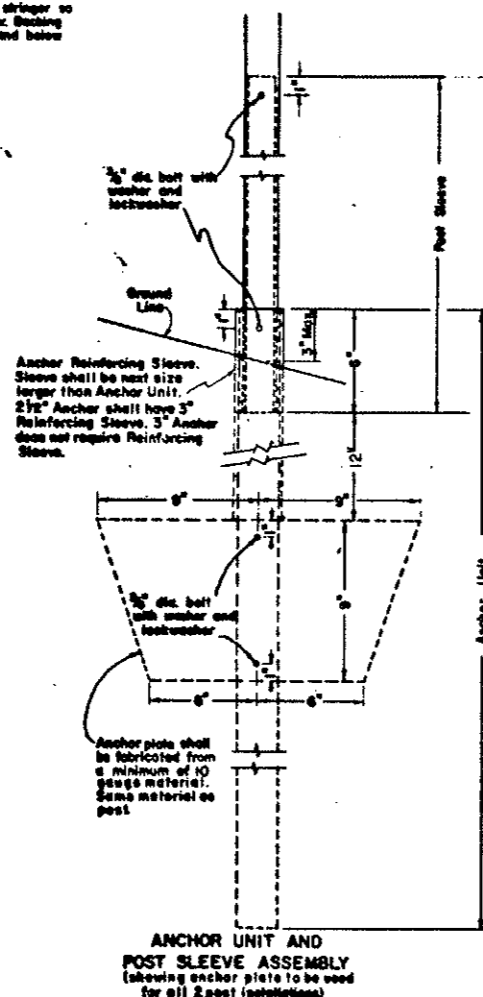 stringer so
Backing
and below
3/8" dia. bolt with
washer and
lockwasher
1"
Post Sleeve
Ground
Line
1"
3" Max.
6"
Anchor Reinforcing Sleeve.
Sleeve shall be next size
larger than Anchor Unit.
2 1/2" Anchor shall have 3"
Reinforcing Sleeve. 3" Anchor
does not require Reinforcing
Sleeve.
12"
9"
9"
1"
3/8" dia. bolt
with washer and
lockwasher
9"
1"
6"
6"
Anchor Unit
Anchor plate shall
be fabricated from
a minimum of 10
gauge material.
Same material as
post.
ANCHOR UNIT AND
POST SLEEVE ASSEMBLY
(showing anchor plate to be used
for all 2 post installations)